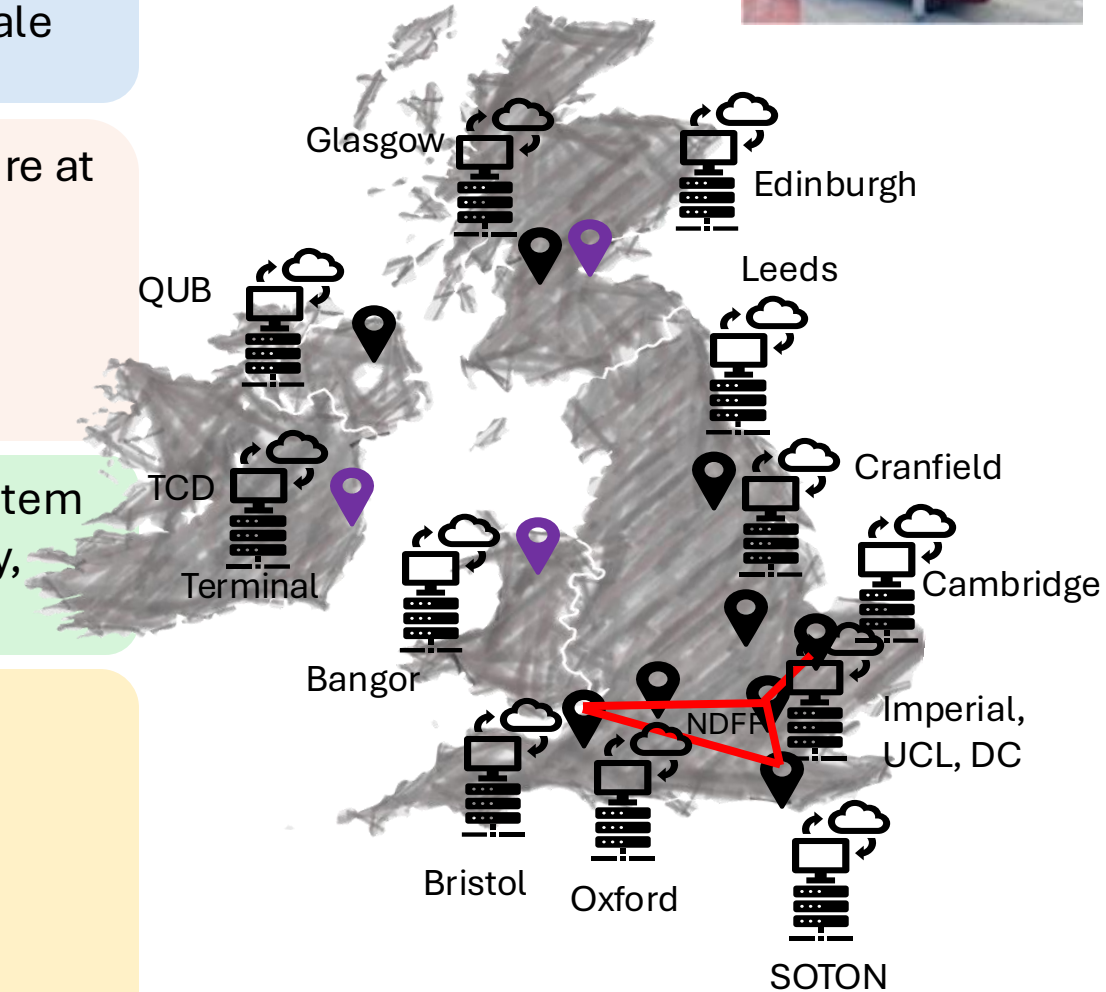 ale
re at
tem
y,
Glasgow
Edinburgh
Leeds
QUB
Cranfield
TCD
Terminal
Cambridge
Bangor
NDFF
Imperial,
UCL, DC
Bristol
Oxford
SOTON